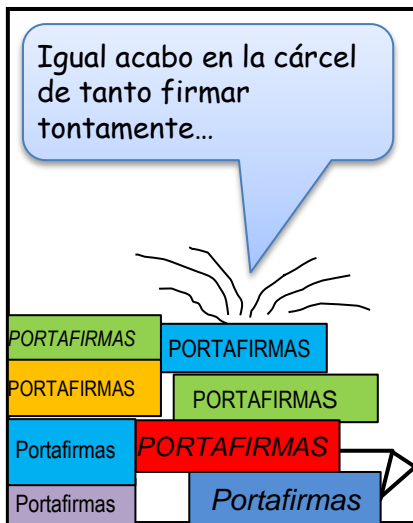 Igual acabo en la cárcel
de tanto firmar
tontamente…
PORTAFIRMAS
PORTAFIRMAS
PORTAFIRMAS
PORTAFIRMAS
Portafirmas
PORTAFIRMAS
Portafirmas
Portafirmas